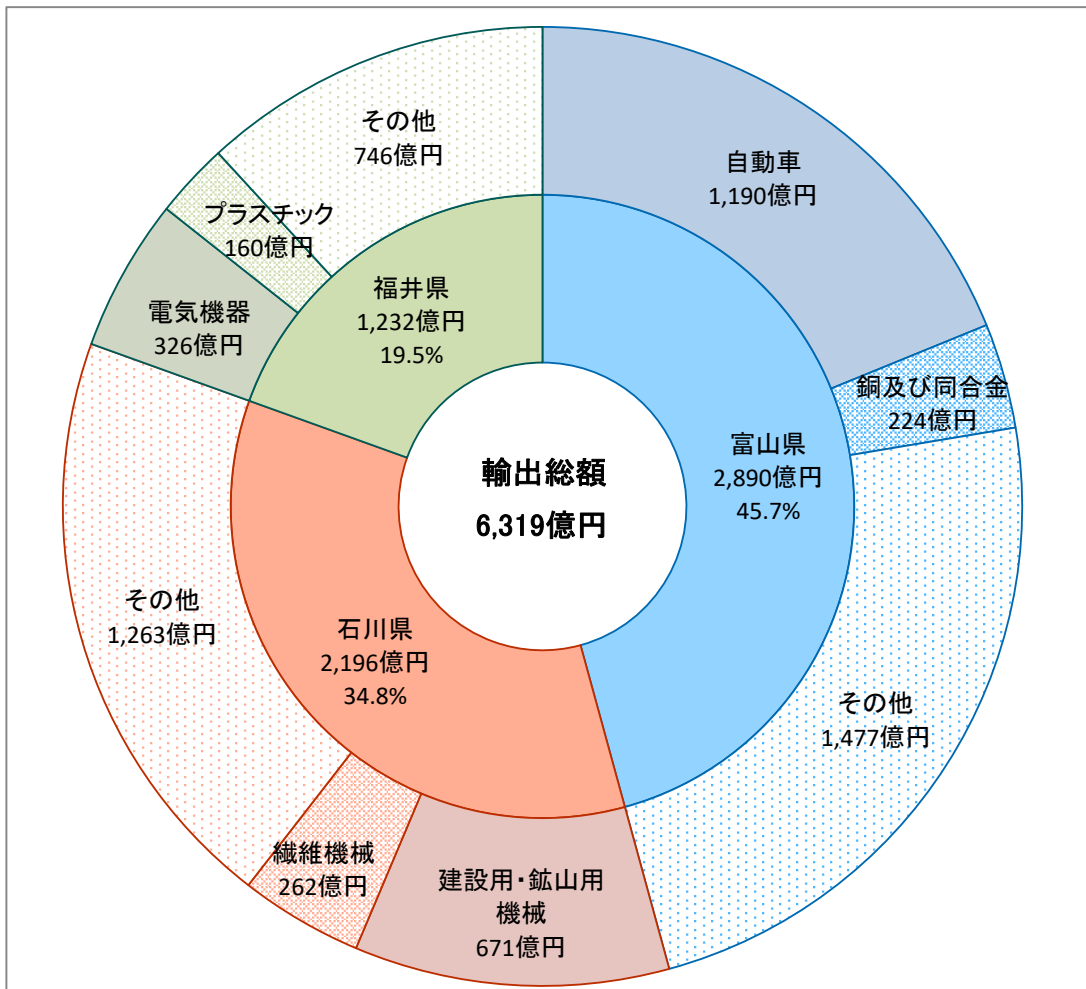 その他
746億円
自動車
1,190億円
プラスチック
160億円
福井県
1,232億円
19.5%
電気機器
326億円
銅及び同合金
224億円
富山県
2,890億円
45.7%
輸出総額
6,319億円
その他
1,263億円
石川県
2,196億円
34.8%
その他
1,477億円
繊維機械
262億円
建設用・鉱山用
機械
671億円